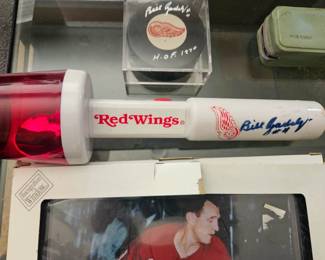 Bill Gadsby
H.O.F. 1970
Red Wings®
Bill Gadsby
#4